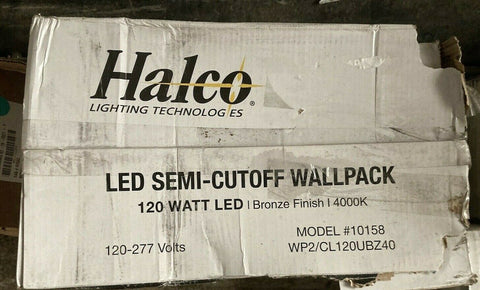 Halco®
LIGHTING TECHNOLOGIES
LED SEMI-CUTOFF WALLPACK
120 WATT LED | Bronze Finish | 4000K
MODEL #10158
120-277 Volts
WP2/CL120UBZ40